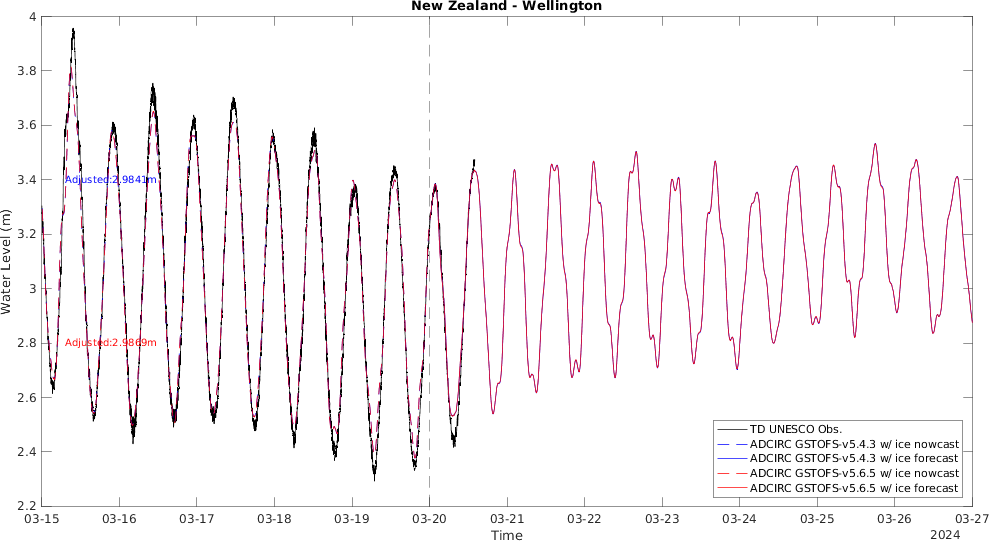 New Zealand - Wellington
4
3.8
3.6
3.4
3.2
3
2.8
2.6
2.4
2.2
Water Level (m)
Adjusted:2.9841m
Adjusted:2.9869m
TD UNESCO Obs.
ADCIRC GSTOFS-v5.4.3 w/ ice nowcast
ADCIRC GSTOFS-v5.4.3 w/ ice forecast
ADCIRC GSTOFS-v5.6.5 w/ ice nowcast
ADCIRC GSTOFS-v5.6.5 w/ ice forecast
03-15 03-16 03-17 03-18 03-19 03-20 03-21 03-22 03-23 03-24 03-25 03-26 03-27
Time
2024